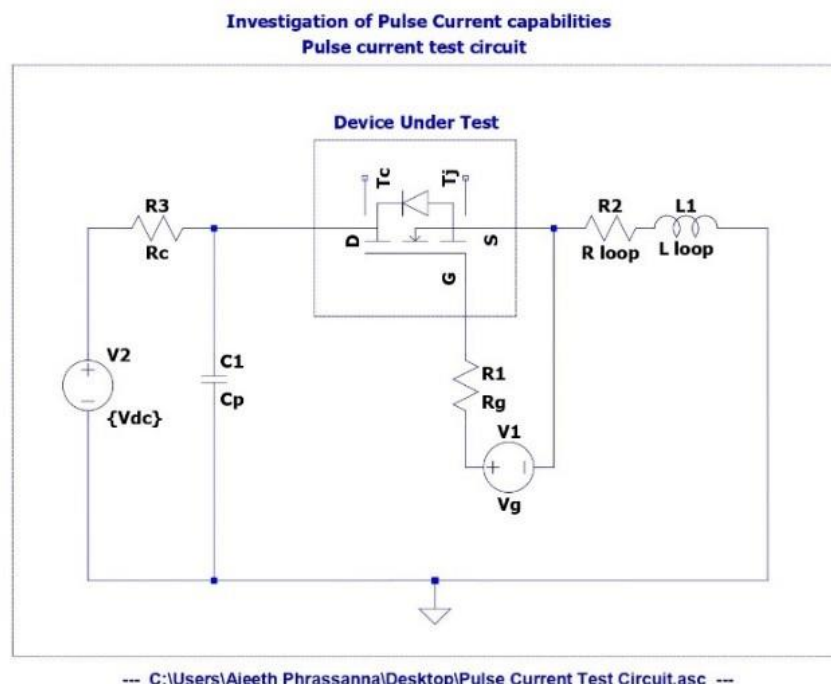 Investigation of Pulse Current capabilities
Pulse current test circuit
Device Under Test
Tc
Tj
R3
Rc
D
S
G
R2
R loop
L1
L loop
V2
{Vdc}
C1
Cp
R1
Rg
V1
Vg
--- C:\Users\Ajeeth Phrassanna\Desktop\Pulse Current Test Circuit.asc ---